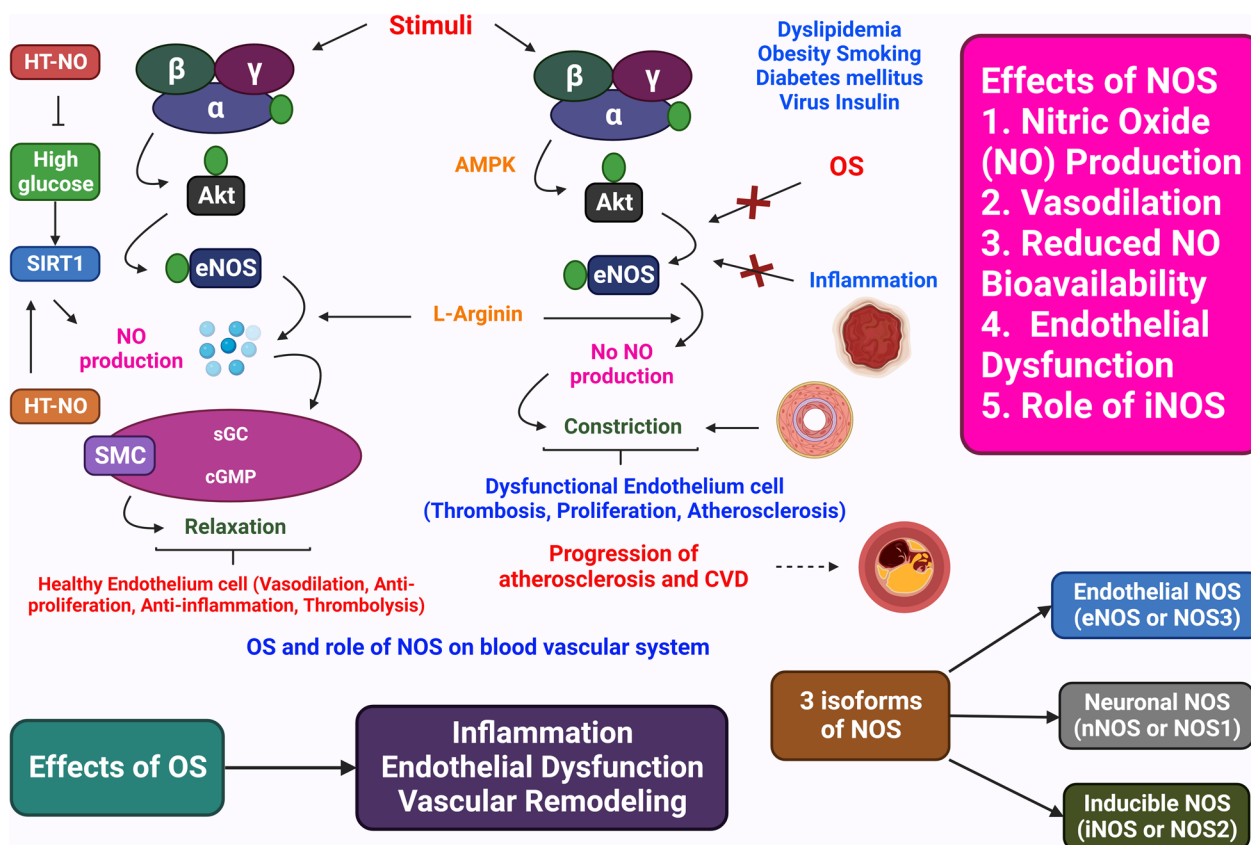 Stimuli
HT-NO
High
glucose
SIRT1
HT-NO
β
γ
α
Akt
eNOS
NO
production
SMC
sGC
cGMP
Relaxation
Healthy Endothelium cell (Vasodilation, Anti-
proliferation, Anti-inflammation, Thrombolysis)
β
γ
α
AMPK
Akt
eNOS
L-Arginin
No NO
production
Constriction
Dysfunctional Endothelium cell
(Thrombosis, Proliferation, Atherosclerosis)
Progression of
atherosclerosis and CVD
Dyslipidemia
Obesity Smoking
Diabetes mellitus
Virus Insulin
OS
Inflammation
Effects of NOS
1. Nitric Oxide
(NO) Production
2. Vasodilation
3. Reduced NO
Bioavailability
4. Endothelial
Dysfunction
5. Role of iNOS
OS and role of NOS on blood vascular system
Effects of OS
Inflammation
Endothelial Dysfunction
Vascular Remodeling
3 isoforms
of NOS
Endothelial NOS
(eNOS or NOS3)
Neuronal NOS
(nNOS or NOS1)
Inducible NOS
(iNOS or NOS2)